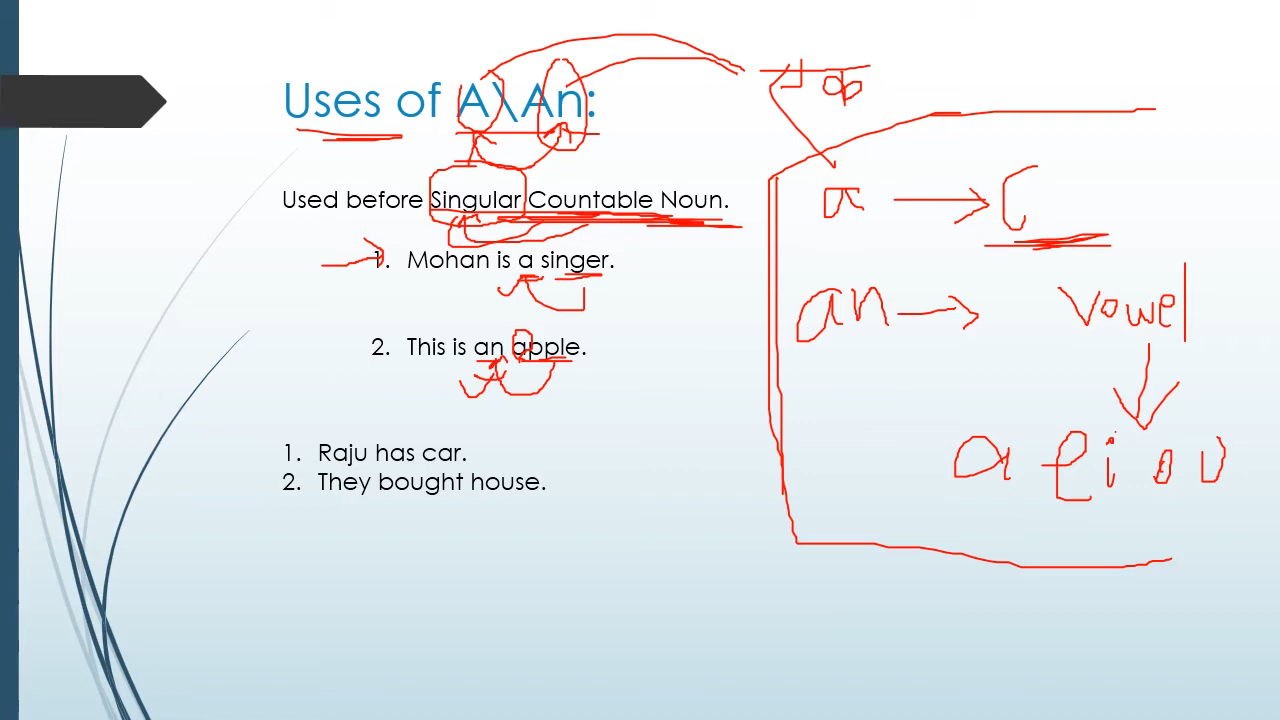 Uses of A\An:
Used before Singular Countable Noun.
1. Mohan is a singer.
2. This is an apple.
1. Raju has car.
2. They bought house.
a → C
an → vowel
a e i o u